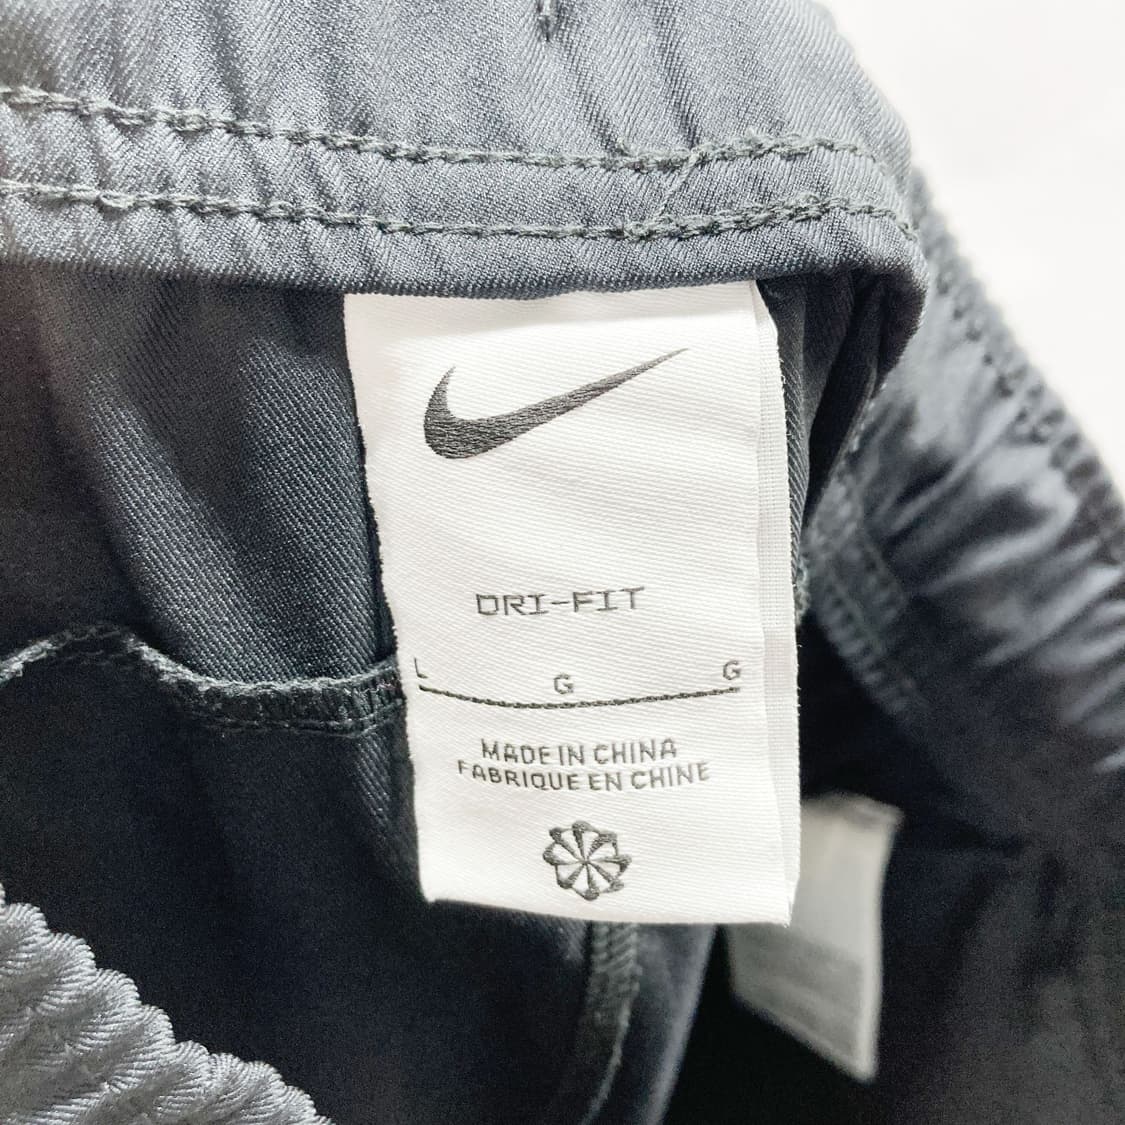 DRI-FIT
L G G
MADE IN CHINA
FABRIQUE EN CHINE